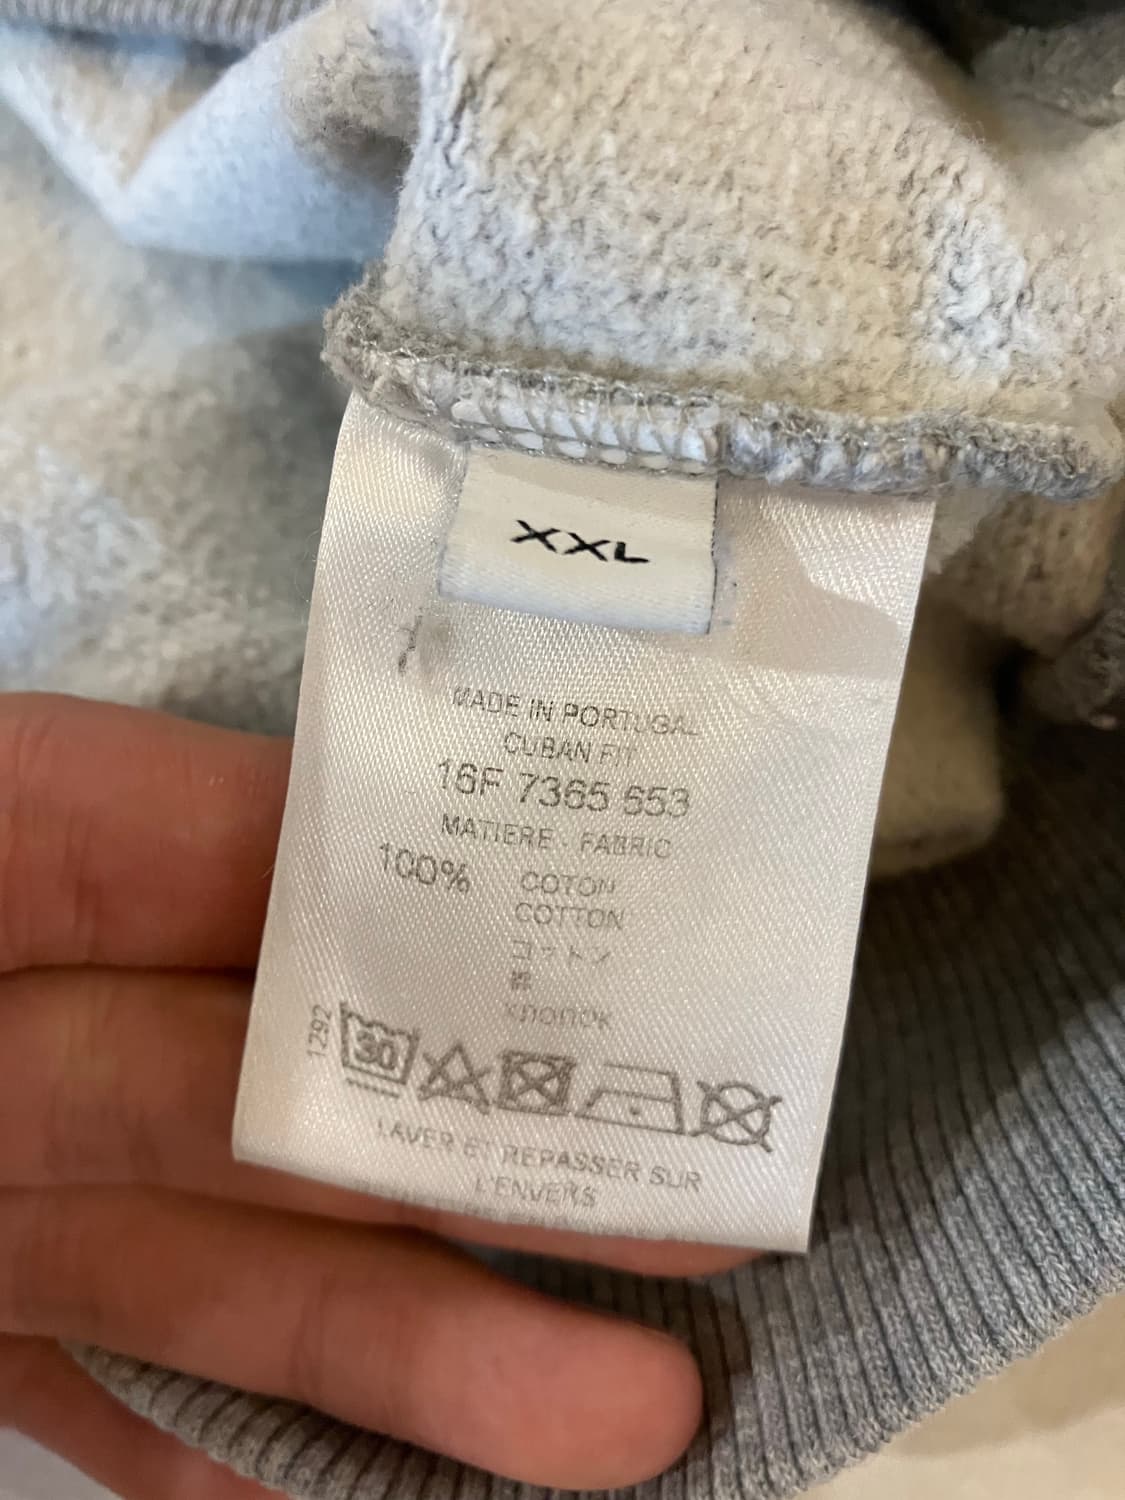 XXL
MADE IN PORTUGAL
CUBAN FIT
16F 7365 653
MATIERE - FABRIC
100% COTON
COTTON
コットン
棉
хлопок
1292
30
LAVER ET REPASSER SUR
L'ENVERS